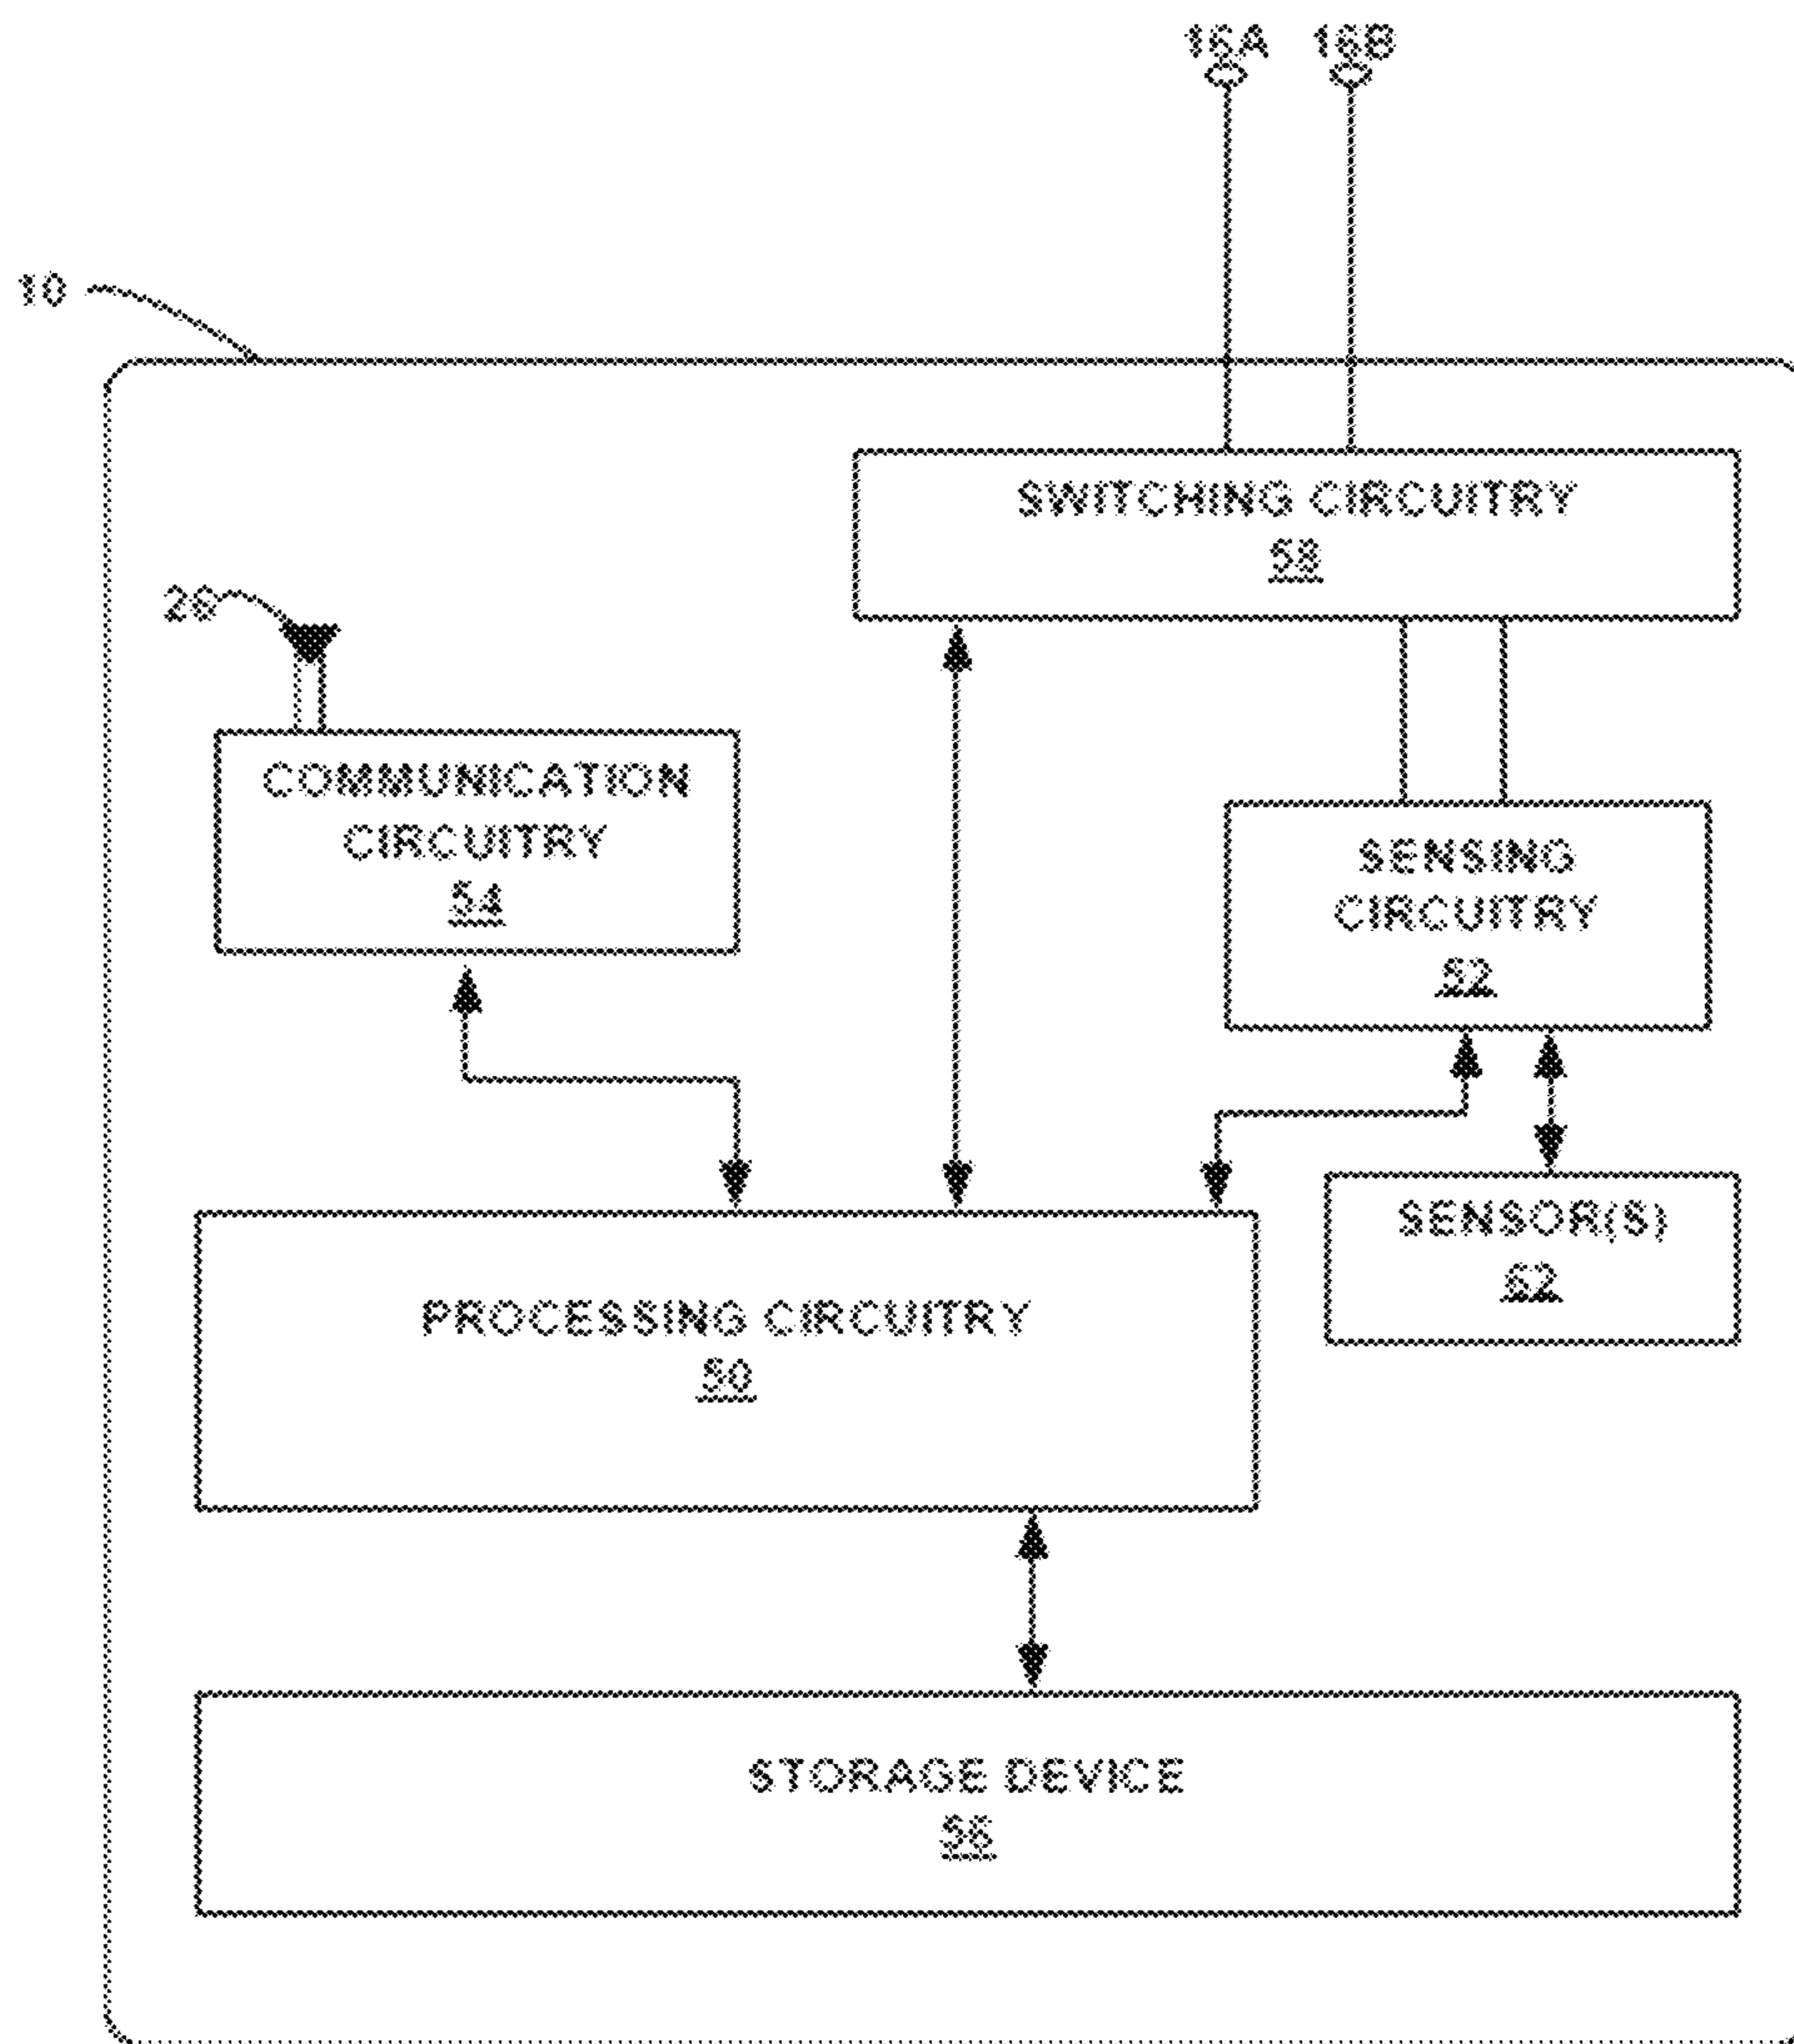 16A 16B
10
SWITCHING CIRCUITRY
58
26
COMMUNICATION
CIRCUITRY
54
SENSING
CIRCUITRY
52
SENSOR(S)
62
PROCESSING CIRCUITRY
50
STORAGE DEVICE
56